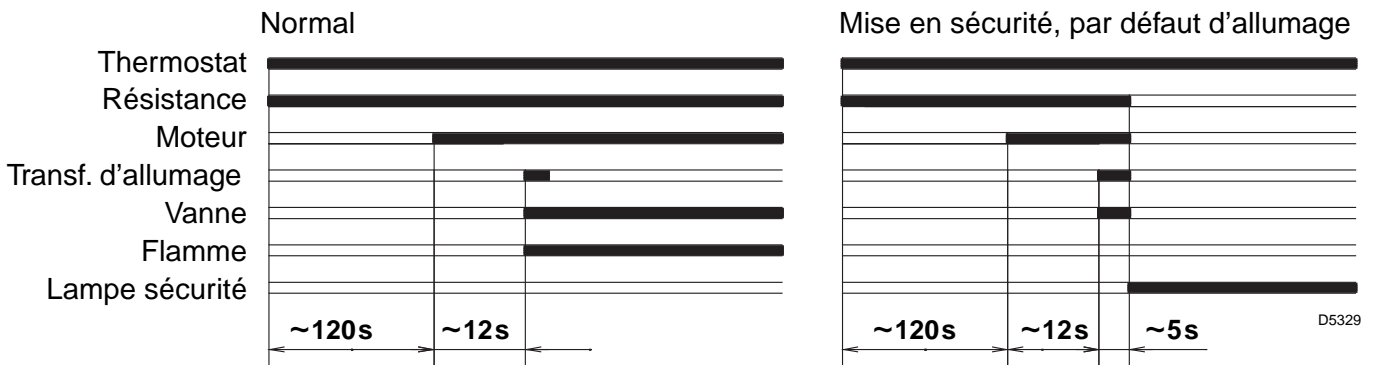 Normal
Mise en sécurité, par défaut d'allumage
Thermostat
Résistance
Moteur
Transf. d'allumage
Vanne
Flamme
Lampe sécurité
~120s
~12s
~120s
~12s
~5s
D5329